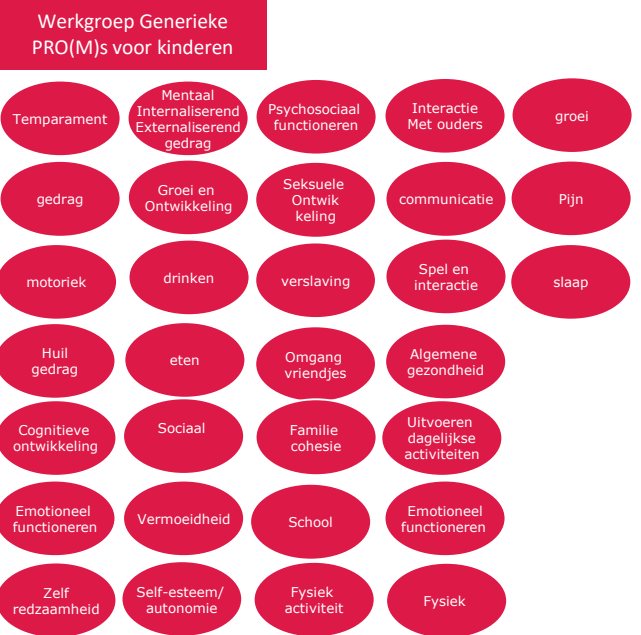 Werkgroep Generieke
PRO(M)s voor kinderen
Temparament
Mentaal
Internaliserend
Externaliserend
gedrag
Psychosociaal
functioneren
Interactie
Met ouders
groei
gedrag
Groei en
Ontwikkeling
Seksuele
Ontwik
keling
communicatie
Pijn
motoriek
drinken
verslaving
Spel en
interactie
slaap
Huil
gedrag
eten
Omgang
vriendjes
Algemene
gezondheid
Cognitieve
ontwikkeling
Sociaal
Familie
cohesie
Uitvoeren
dagelijkse
activiteiten
Emotioneel
functioneren
Vermoeidheid
School
Emotioneel
functioneren
Zelf
redzaamheid
Self-esteem/
autonomie
Fysiek
activiteit
Fysiek